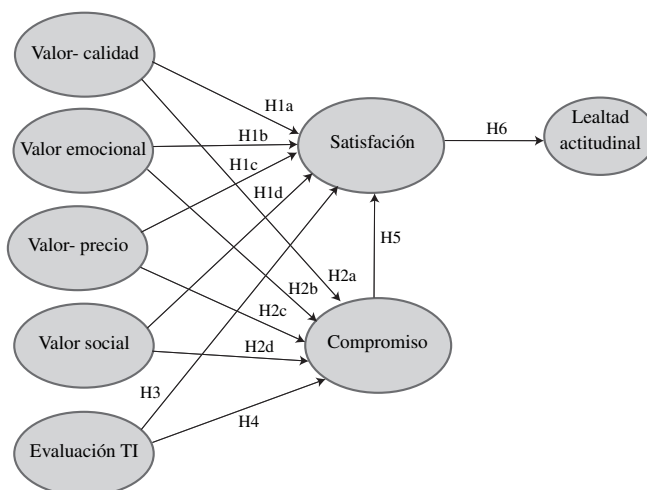 Valor- calidad
H1a
Lealtad
actitudinal
H6
Valor emocional
H1b
Satisfación
H1c
H1d
Valor- precio
H5
H2a
H2b
H2c
Valor social
H2d
Compromiso
H3
H4
Evaluación TI